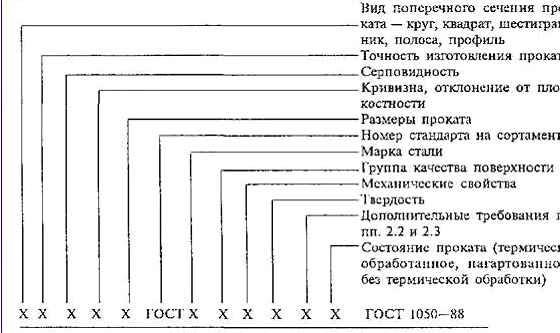 Вид поперечного сечения про
ката — круг, квадрат, шестигран
ник, полоса, профиль
Точность изготовления прокат
Серповидность
Кривизна, отклонение от пло
костности
Размеры проката
Номер стандарта на сортамент
Марка стали
Группа качества поверхности
Механические свойства
Твердость
Дополнительные требования п
пп. 2.2 и 2.3
Состояние проката (термическ
обработанное, нагартованно
без термической обработки)
X X X X X ГОСТ X X X X X X ГОСТ 1050—88